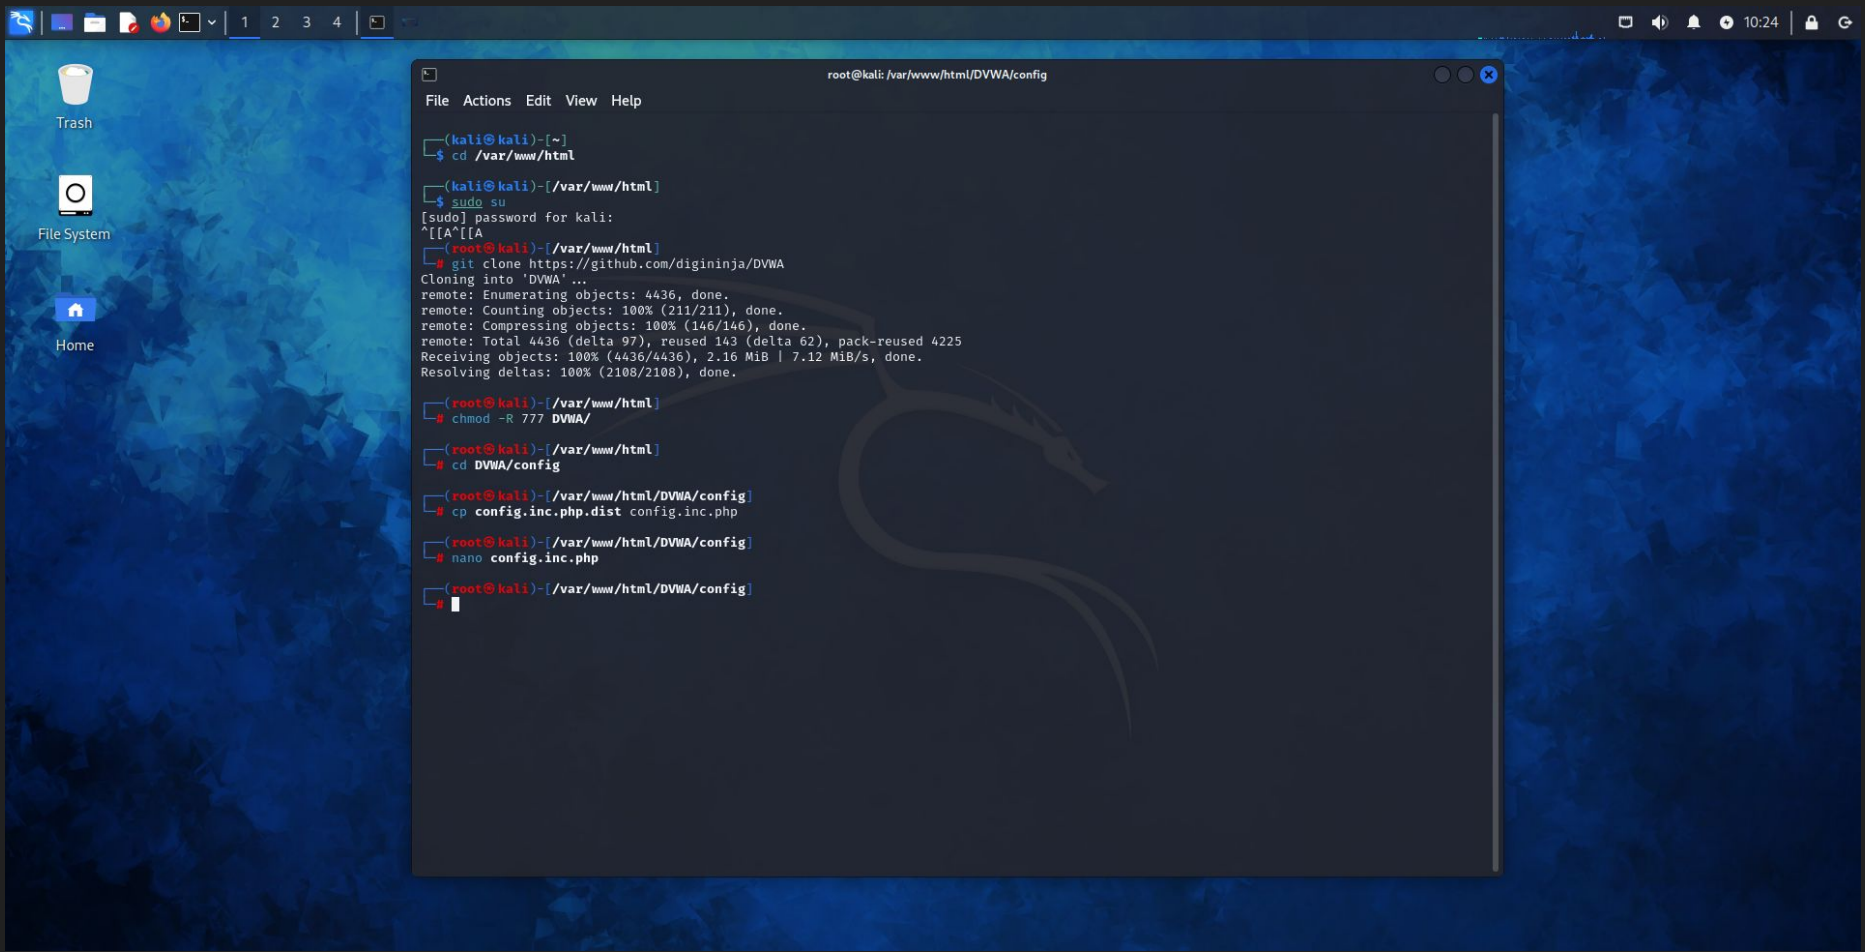 1 2 3 4
10:24
Trash
File System
Home
root@kali: /var/www/html/DVWA/config
File Actions Edit View Help
┌──(kali㉿kali)-[~]
└─$ cd /var/www/html
┌──(kali㉿kali)-[/var/www/html]
└─$ sudo su
[sudo] password for kali:
^[[A^[[A
┌──(root㉿kali)-[/var/www/html]
└─# git clone https://github.com/digininja/DVWA
Cloning into 'DVWA'...
remote: Enumerating objects: 4436, done.
remote: Counting objects: 100% (211/211), done.
remote: Compressing objects: 100% (146/146), done.
remote: Total 4436 (delta 97), reused 143 (delta 62), pack-reused 4225
Receiving objects: 100% (4436/4436), 2.16 MiB | 7.12 MiB/s, done.
Resolving deltas: 100% (2108/2108), done.
┌──(root㉿kali)-[/var/www/html]
└─# chmod -R 777 DVWA/
┌──(root㉿kali)-[/var/www/html]
└─# cd DVWA/config
┌──(root㉿kali)-[/var/www/html/DVWA/config]
└─# cp config.inc.php.dist config.inc.php
┌──(root㉿kali)-[/var/www/html/DVWA/config]
└─# nano config.inc.php
┌──(root㉿kali)-[/var/www/html/DVWA/config]
└─#